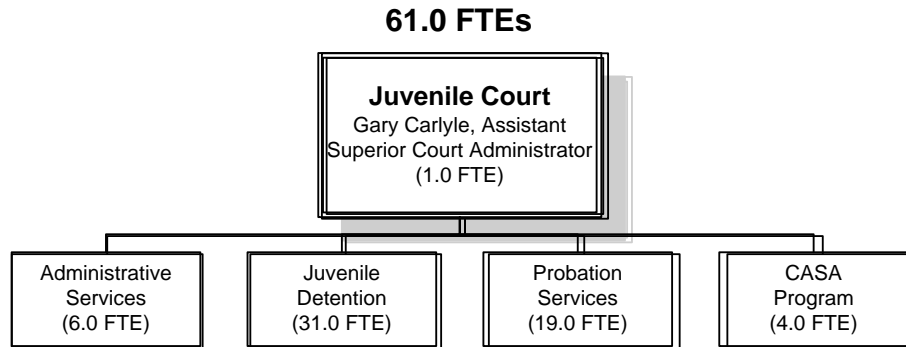 61.0 FTEs
Juvenile Court
Gary Carlyle, Assistant
Superior Court Administrator
(1.0 FTE)
Administrative
Services
(6.0 FTE)
Juvenile
Detention
(31.0 FTE)
Probation
Services
(19.0 FTE)
CASA
Program
(4.0 FTE)